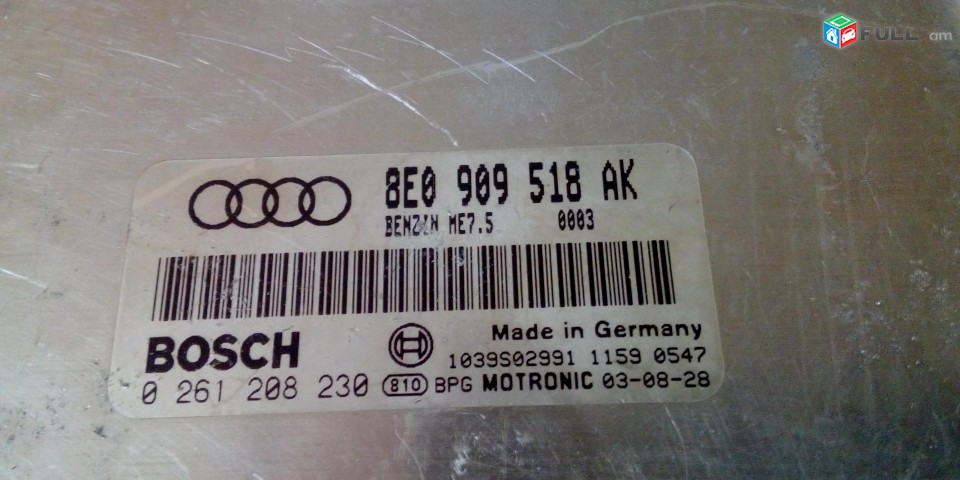 FULL.am
8E0 909 518 AK
BENZIN ME7.5 0003
BOSCH
Made in Germany
1039S02991 1159 0547
0 261 208 230 810 BPG MOTRONIC 03-08-28